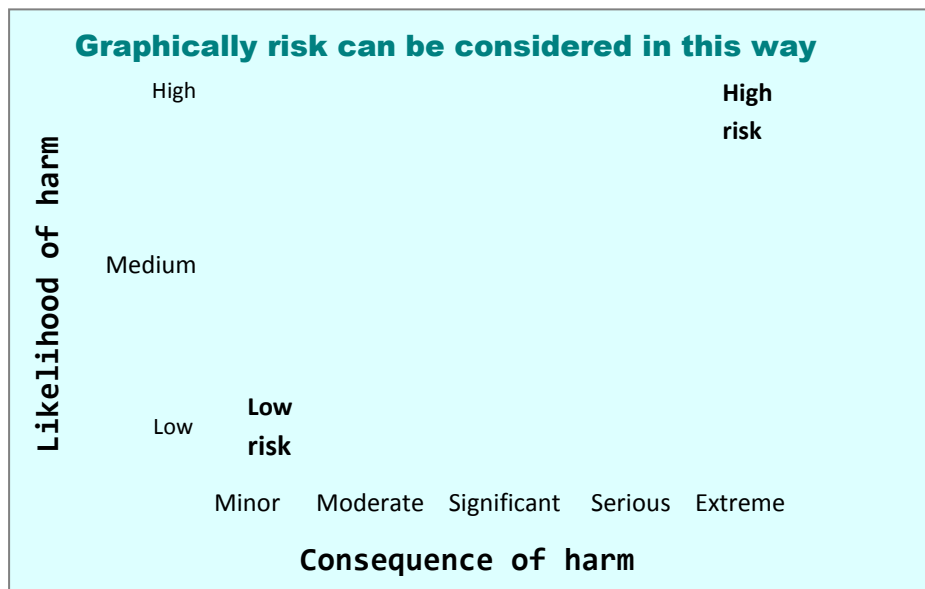 Graphically risk can be considered in this way
High
High
risk
Likelihood of harm
Medium
Low
Low
risk
Minor Moderate Significant Serious Extreme
Consequence of harm